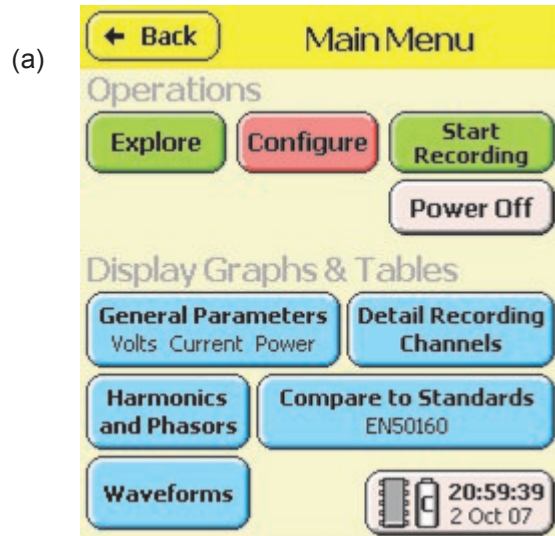 (a)
← Back Main Menu
Operations
Explore Configure Start
Recording
Power Off
Display Graphs & Tables
General Parameters
Volts Current Power
Detail Recording
Channels
Harmonics
and Phasors
Compare to Standards
EN50160
Waveforms
C
20:59:39
2 Oct 07